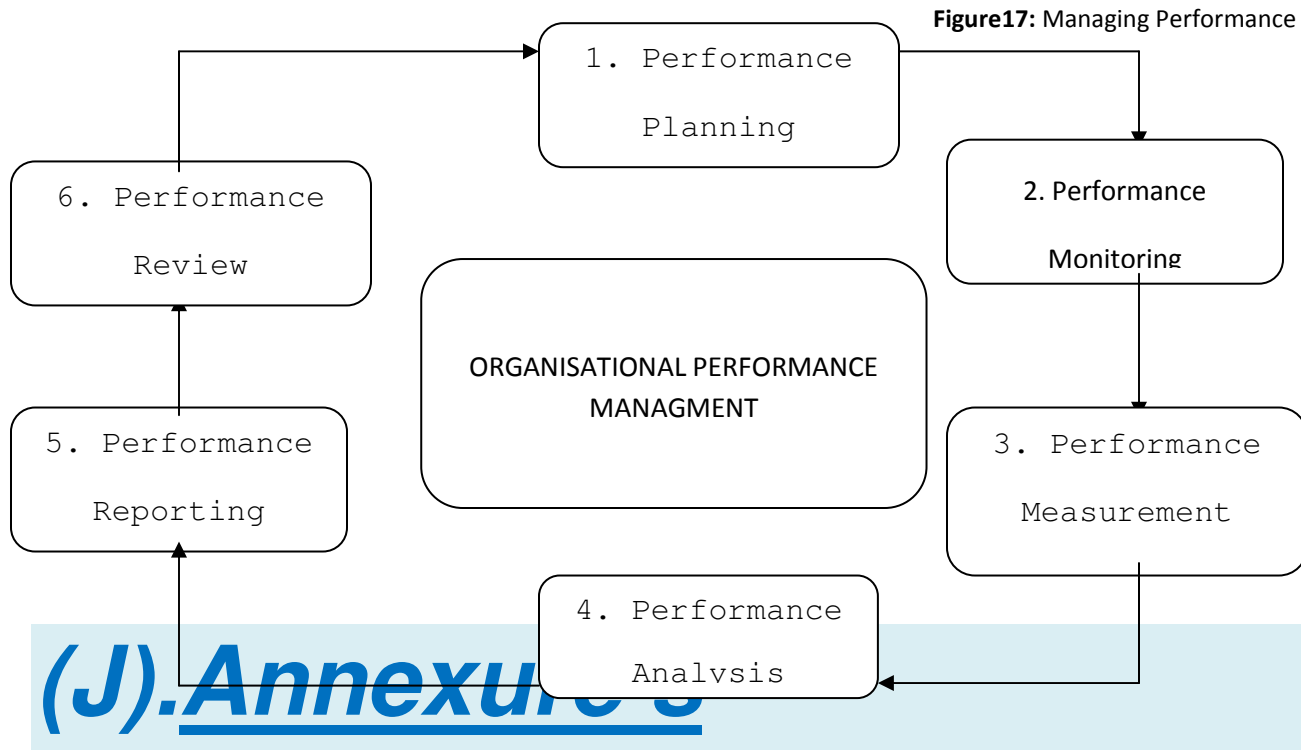 Figure17: Managing Performance
1. Performance
Planning
2. Performance
Monitoring
3. Performance
Measurement
4. Performance
Analysis
5. Performance
Reporting
6. Performance
Review
ORGANISATIONAL PERFORMANCE
MANAGMENT
(J).Annexure's